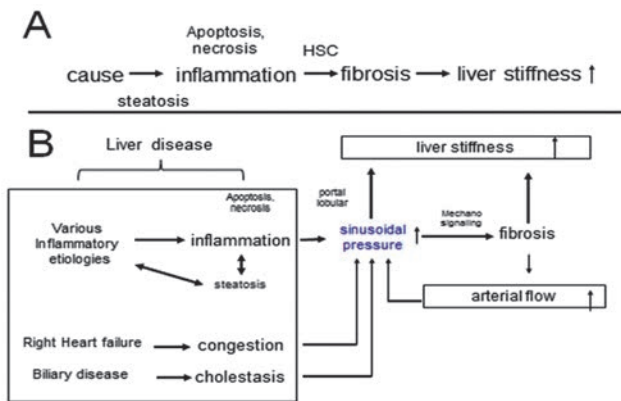 A
Apoptosis,
necrosis
HSC
cause inflammation fibrosis liver stiffness
steatosis
B
Liver disease
liver stiffness
Apoptosis,
necrosis
portal
lobular
Various
Inflammatory
etiologies
inflammation
sinusoidal
pressure
Mechano
signalling
fibrosis
steatosis
arterial flow
Right Heart failure congestion
Biliary disease cholestasis